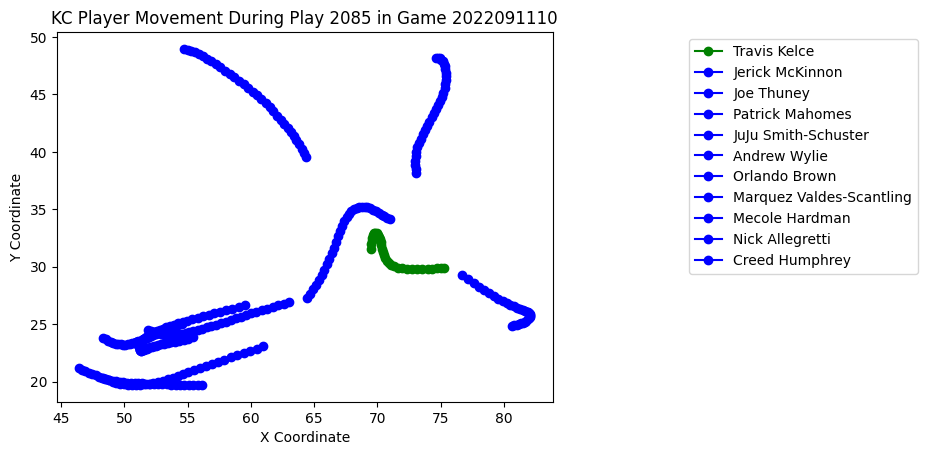 KC Player Movement During Play 2085 in Game 2022091110
50
45
40
35
30
25
20
Y Coordinate
45
50
55
60
65
70
75
80
X Coordinate
Travis Kelce
Jerick McKinnon
Joe Thuney
Patrick Mahomes
JuJu Smith-Schuster
Andrew Wylie
Orlando Brown
Marquez Valdes-Scantling
Mecole Hardman
Nick Allegretti
Creed Humphrey